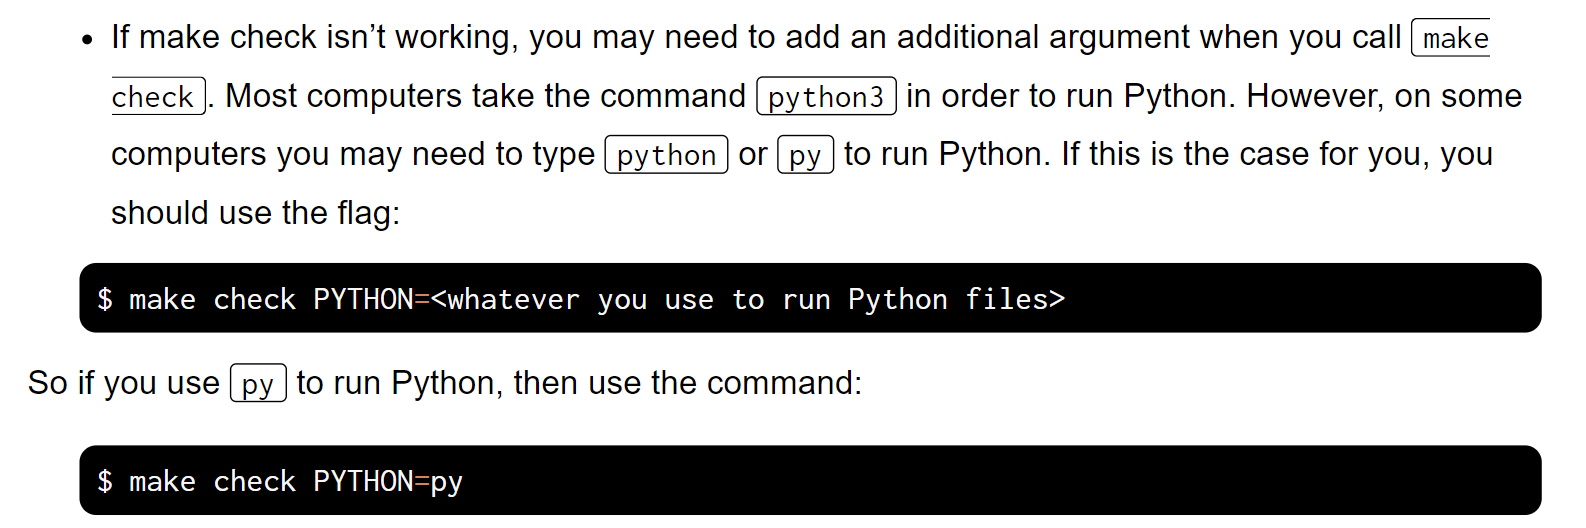 • If make check isn’t working, you may need to add an additional argument when you call make
check. Most computers take the command python3 in order to run Python. However, on some
computers you may need to type python or py to run Python. If this is the case for you, you
should use the flag:
$ make check PYTHON=<whatever you use to run Python files>
So if you use py to run Python, then use the command:
$ make check PYTHON=py